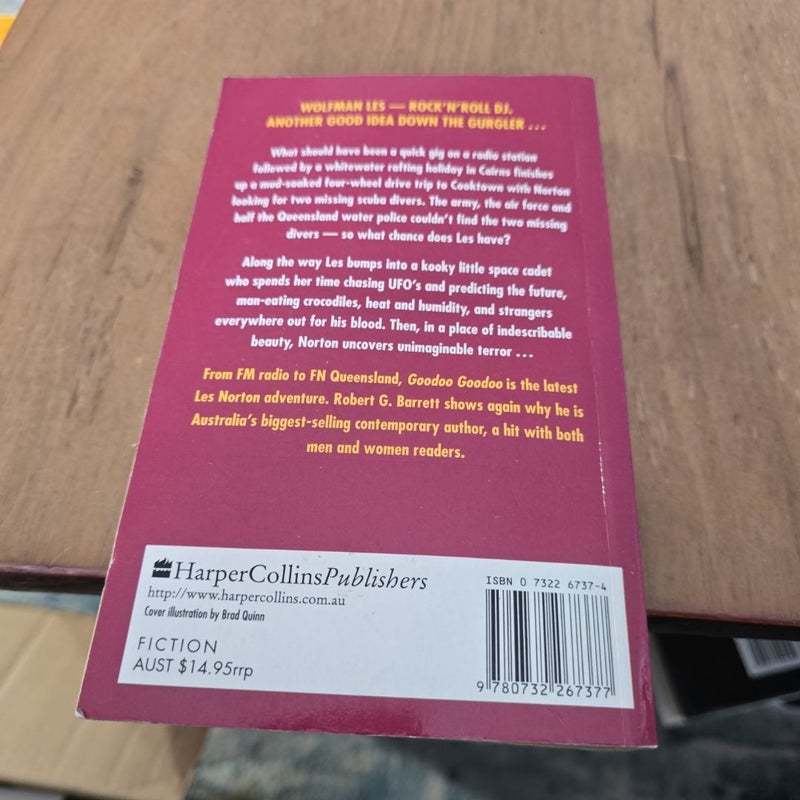 WOLFMAN LES — ROCK'N'ROLL DJ.
ANOTHER GOOD IDEA DOWN THE GURGLER ...
What should have been a quick gig on a radio station
followed by a whitewater rafting holiday in Cairns finishes
up a mud-soaked four-wheel drive trip to Cooktown with Norton
looking for two missing scuba divers. The army, the air force and
half the Queensland water police couldn't find the two missing
divers — so what chance does Les have?
Along the way Les bumps into a kooky little space cadet
who spends her time chasing UFO's and predicting the future,
man-eating crocodiles, heat and humidity, and strangers
everywhere out for his blood. Then, in a place of indescribable
beauty, Norton uncovers unimaginable terror ...
From FM radio to FN Queensland, Goodoo Goodoo is the latest
Les Norton adventure. Robert G. Barrett shows again why he is
Australia's biggest-selling contemporary author, a hit with both
men and women readers.
HarperCollinsPublishers
http://www.harpercollins.com.au
Cover illustration by Brad Quinn
FICTION
AUST $14.95rrp
ISBN 0 7322 6737-4
9 780732 267377